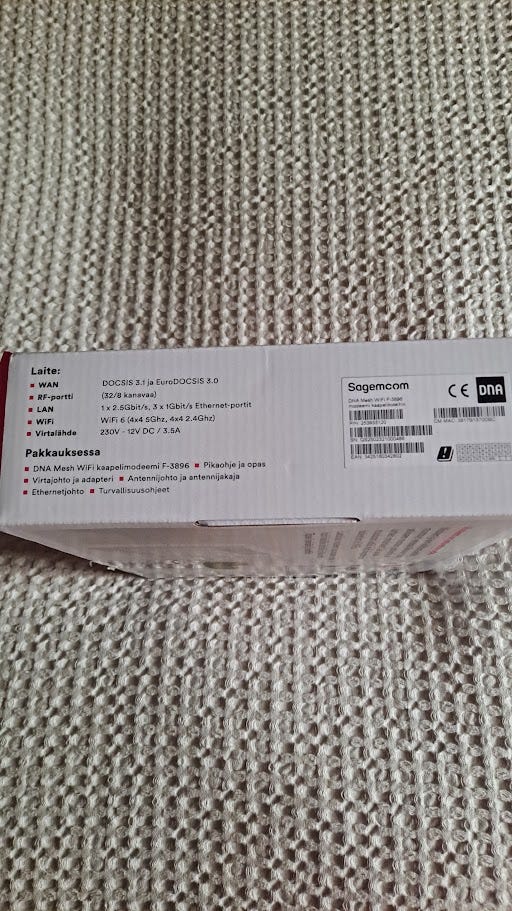 Laite:
▪ WAN DOCSIS 3.1 ja EuroDOCSIS 3.0
▪ RF-portti (32/8 kanavaa)
▪ LAN 1 x 2.5Gbit/s, 3 x 1Gbit/s Ethernet-portit
▪ WiFi WiFi 6 (4x4 5Ghz, 4x4 2.4Ghz)
▪ Virtalähde 230V - 12V DC / 3.5A
Pakkauksessa
▪ DNA Mesh WiFi kaapelimodeemi F-3896 ▪ Pikaohje ja opas
▪ Virtajohto ja adapteri ▪ Antennijohto ja antennijakaja
▪ Ethernetjohto ▪ Turvallisuusohjeet
Sagemcom
CE DNA
DNA Mesh WiFi F-3896
modeemi kaapelimodeemi